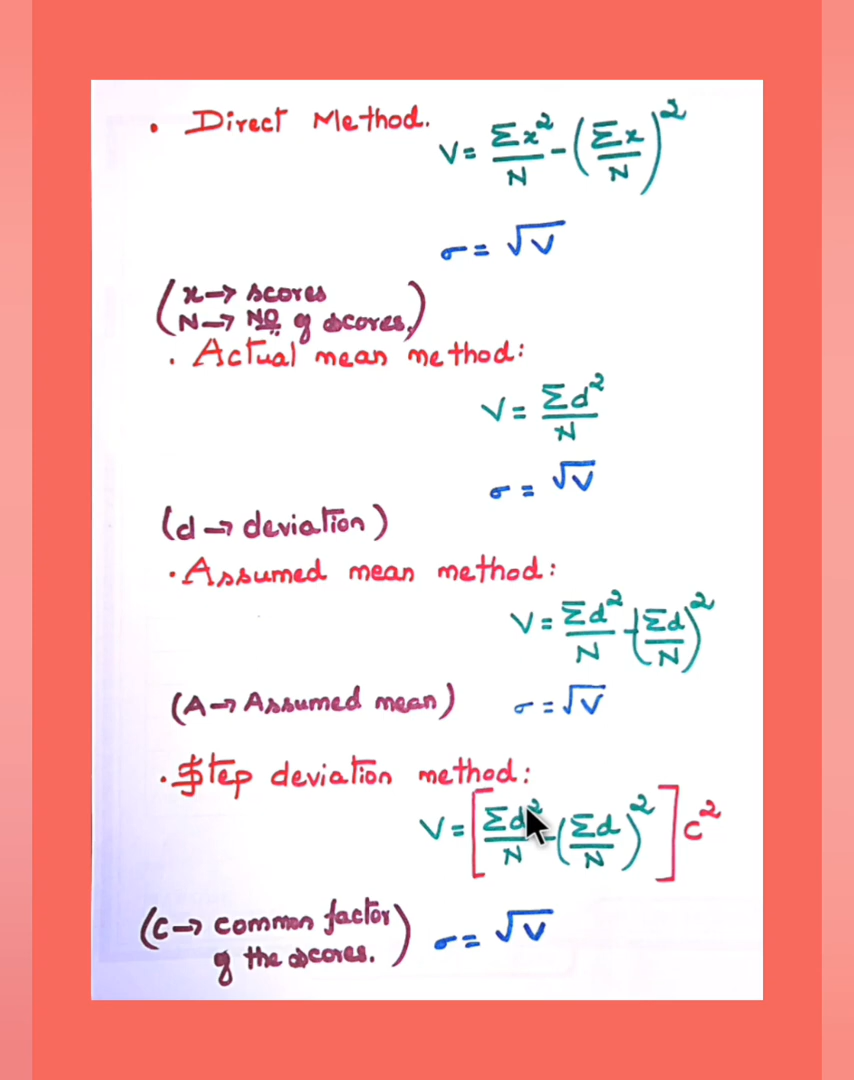 • Direct Method.
V = Σx²/N - (Σx/N)²
σ = √V
(x → scores
N → No of scores.)
• Actual mean method:
V = Σd²/N
σ = √V
(d → deviation)
• Assumed mean method:
V = Σd²/N - (Σd/N)²
(A → Assumed mean) σ = √V
• Step deviation method:
V = [Σd²/N - (Σd/N)²] c²
(C → common factor
of the scores.) σ = √V